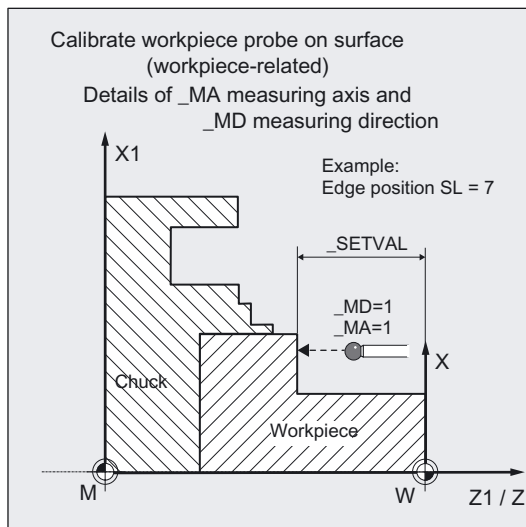 Calibrate workpiece probe on surface
(workpiece-related)
Details of _MA measuring axis and
_MD measuring direction
X1
Example:
Edge position SL = 7
_SETVAL
_MD=1
_MA=1
X
Chuck
Workpiece
M
W
Z1 / Z